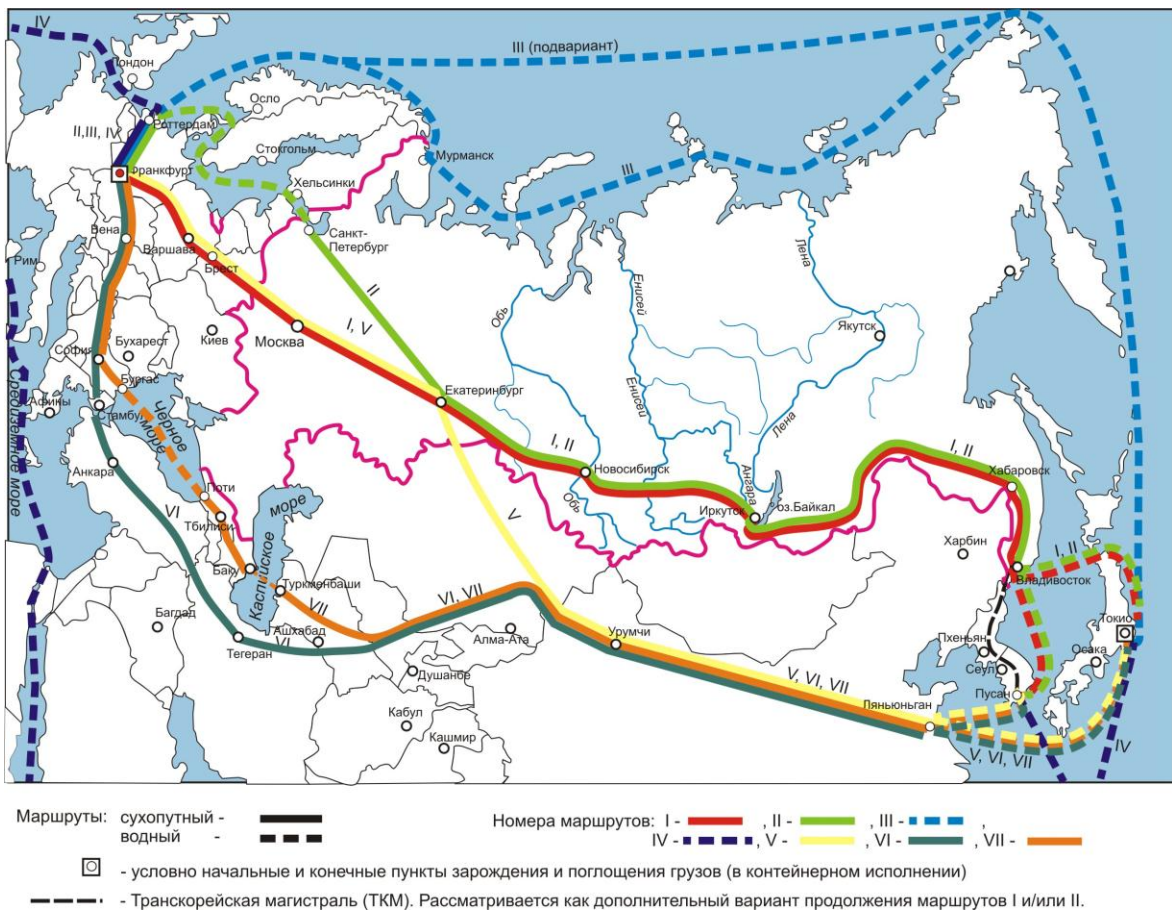 IV
III (подвариант)
Лондон
Осло
II,III, IV
Роттердам
Стокгольм
Мурманск
III
Франкфурт
Хельсинки
Санкт-
Петербург
Вена
Варшава
Брест
Рим
Лена
Енисей
Обь
II
I, V
Якутск
Киев
Москва
София
Бухарест
Бургас
Афины
Стамбул
Средиземное море
Черное
море
Екатеринбург
Енисей
Лена
I, II
I, II
Анкара
Новосибирск
Ангара
Хабаровск
Поти
море
Обь
Иркутск
оз.Байкал
VI
Тбилиси
V
Харбин
Каспийское
Баку
Туркменбаши
I, II
Владивосток
VII
VI, VII
Багдад
Ашхабад
VI
Тегеран
Алма-Ата
Урумчи
Токио
Пхеньян
Осака
Сеул
Душанбе
V, VI, VII
Пусан
Кабул
Ляньюньган
Кашмир
V, VI, VII
IV
Маршруты: сухопутный -
водный -
Номера маршрутов: I - , II - , III - ,
IV - , V - , VI - , VII -
- условно начальные и конечные пункты зарождения и поглощения грузов (в контейнерном исполнении)
- Транскорейская магистраль (ТКМ). Рассматривается как дополнительный вариант продолжения маршрутов I и/или II.